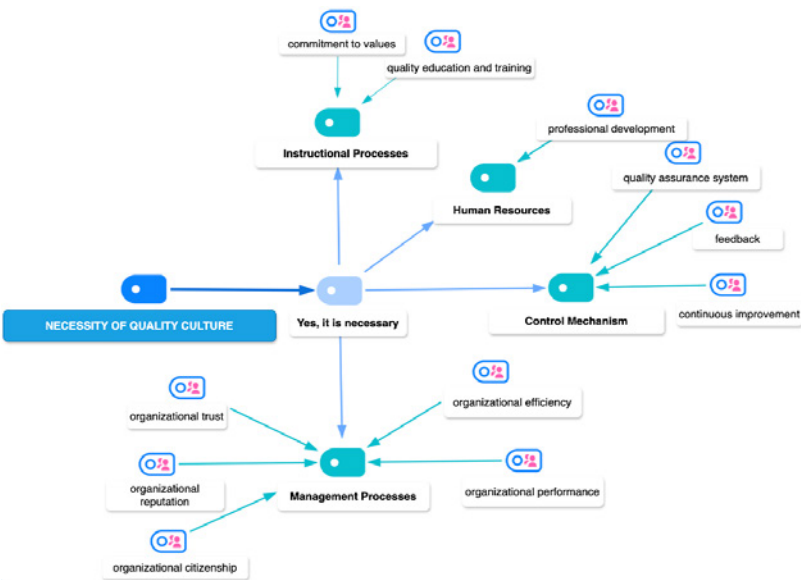 commitment to values
quality education and training
Instructional Processes
professional development
Human Resources
quality assurance system
feedback
continuous improvement
Control Mechanism
NECESSITY OF QUALITY CULTURE
Yes, it is necessary
organizational trust
organizational efficiency
organizational
reputation
organizational performance
Management Processes
organizational citizenship